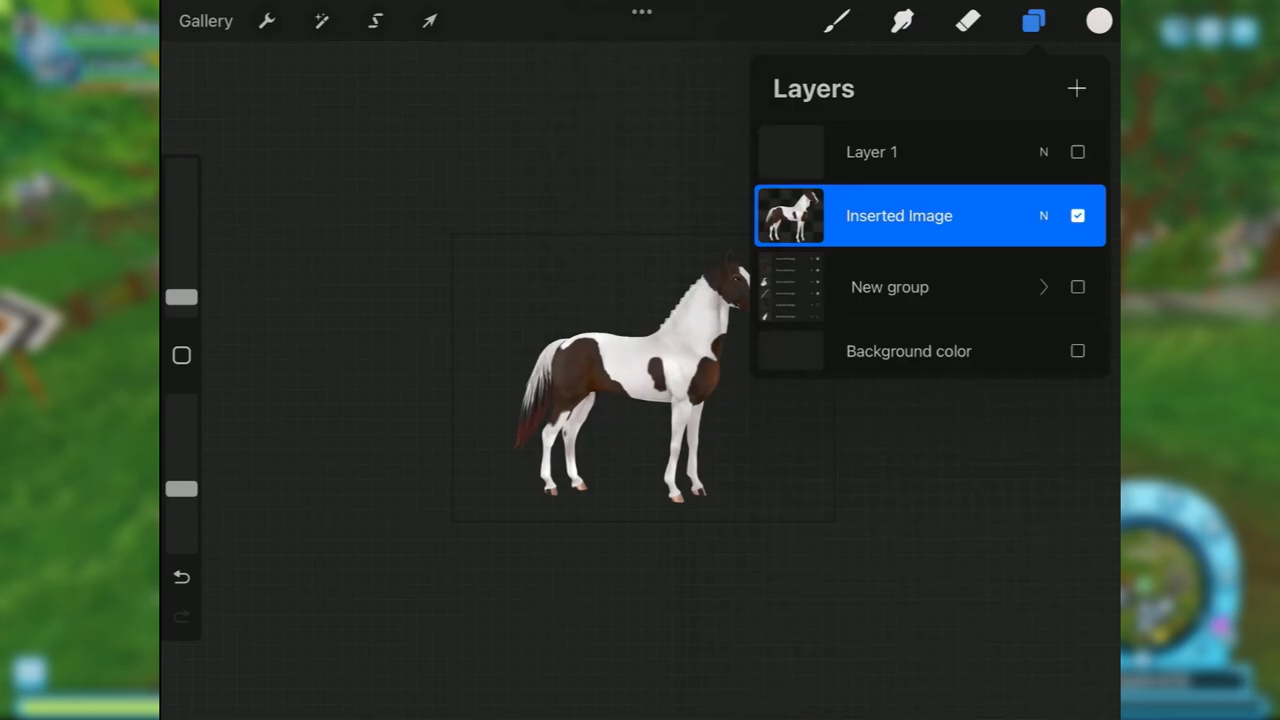 Gallery
Layers
Layer 1 N
Inserted Image N
New group
Background color